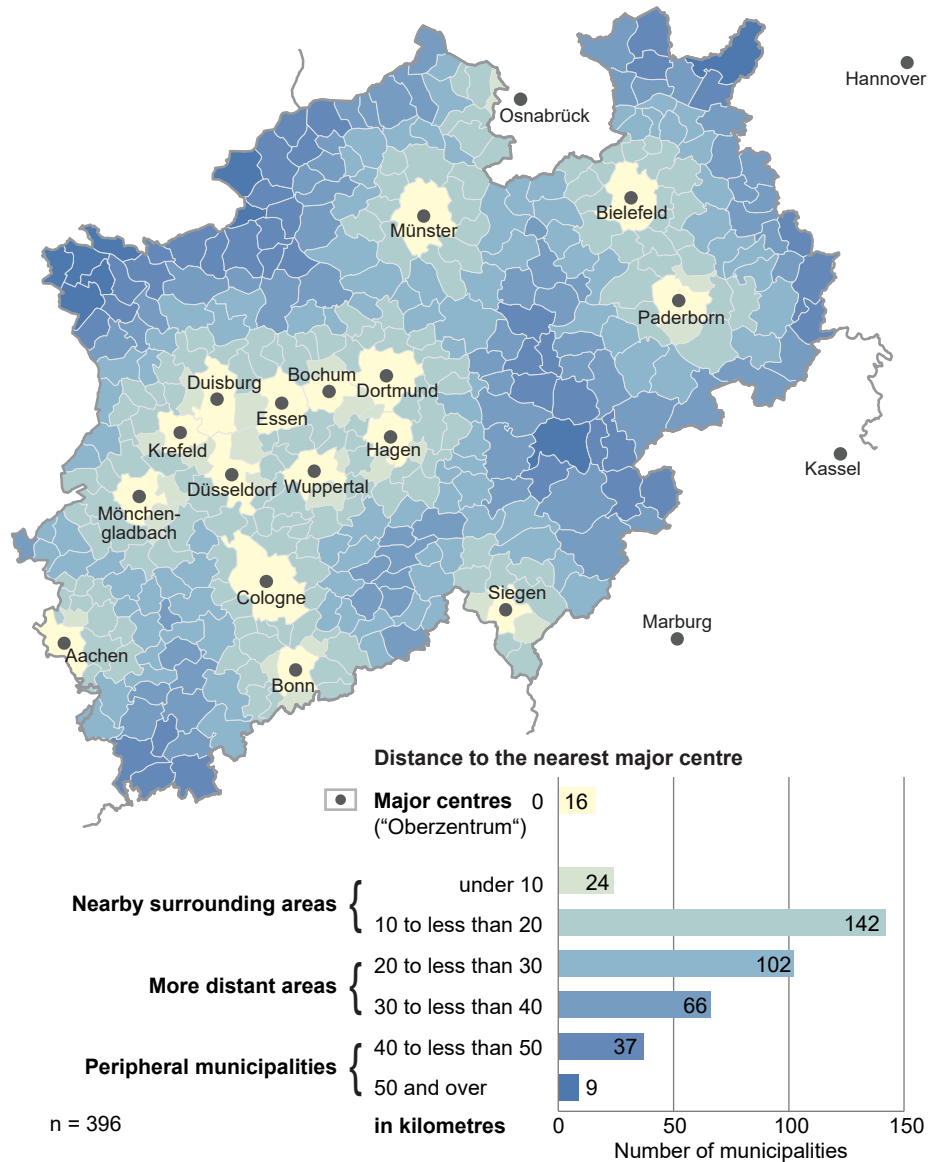 Hannover
Osnabrück
Bielefeld
Münster
Paderborn
Duisburg
Bochum
Dortmund
Essen
Krefeld
Hagen
Kassel
Düsseldorf
Wuppertal
Mönchen-
gladbach
Cologne
Siegen
Marburg
Aachen
Bonn
Distance to the nearest major centre
Major centres 0 16
(“Oberzentrum“)
under 10 24
Nearby surrounding areas {
10 to less than 20 142
20 to less than 30 102
More distant areas {
30 to less than 40 66
40 to less than 50 37
Peripheral municipalities {
50 and over 9
n = 396
in kilometres
0 50 100 150
Number of municipalities